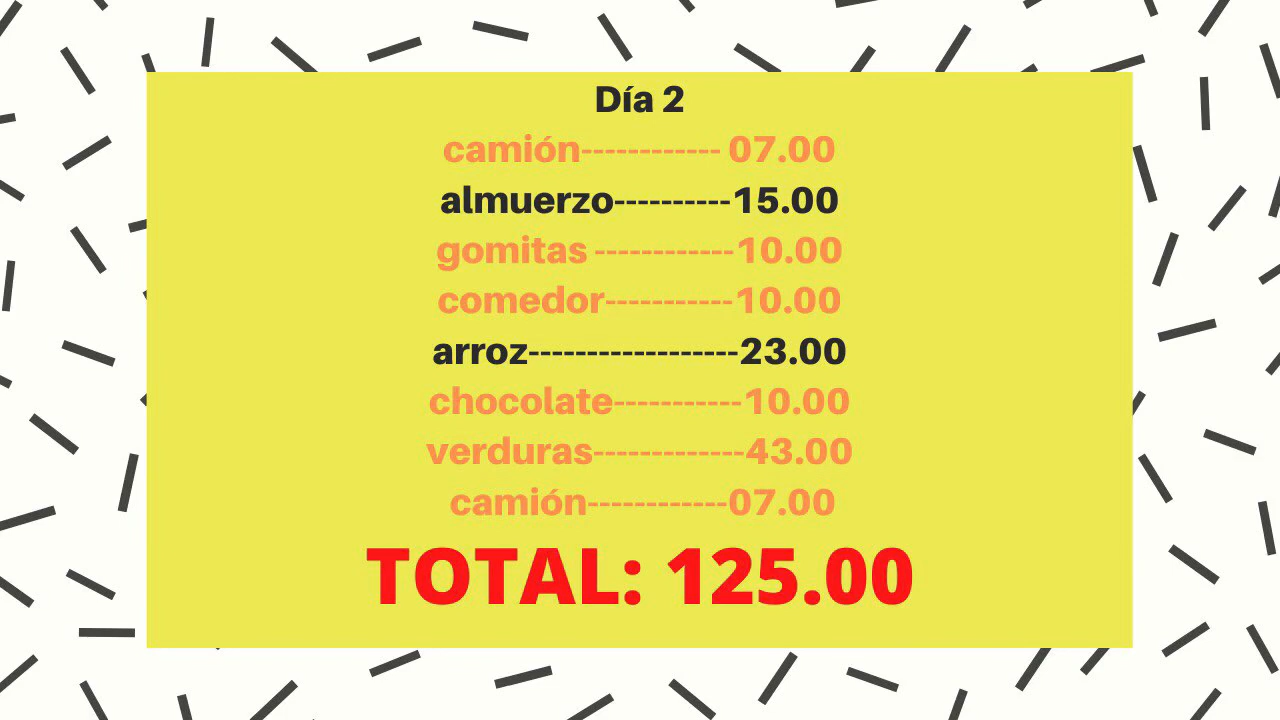 Día 2
camión------------ 07.00
almuerzo----------15.00
gomitas ------------10.00
comedor-----------10.00
arroz------------------23.00
chocolate-----------10.00
verduras-------------43.00
camión------------07.00
TOTAL: 125.00